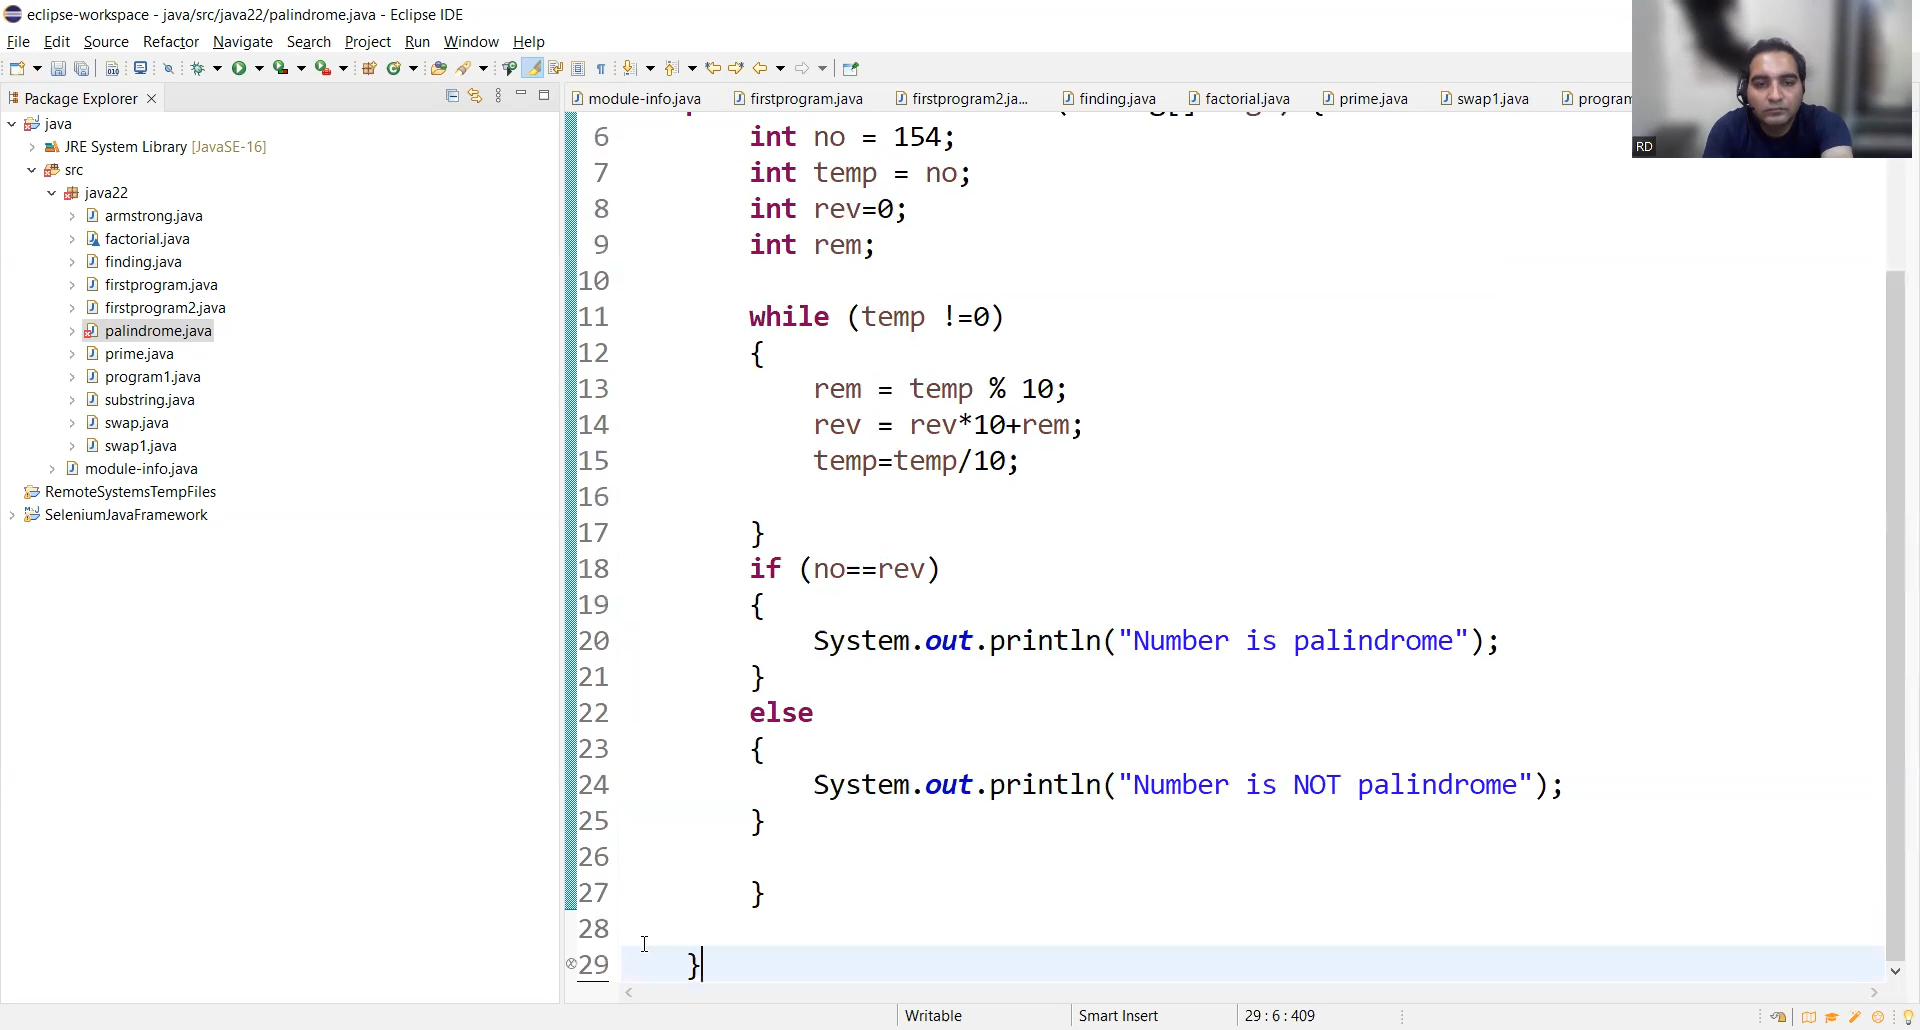 eclipse-workspace - java/src/java22/palindrome.java - Eclipse IDE
File Edit Source Refactor Navigate Search Project Run Window Help
Package Explorer
module-info.java firstprogram.java firstprogram2.ja... finding.java factorial.java prime.java swap1.java program
java
JRE System Library [JavaSE-16]
src
java22
armstrong.java
factorial.java
finding.java
firstprogram.java
firstprogram2.java
palindrome.java
prime.java
program1.java
substring.java
swap.java
swap1.java
module-info.java
RemoteSystemsTempFiles
SeleniumJavaFramework
6 int no = 154;
7 int temp = no;
8 int rev=0;
9 int rem;
10
11 while (temp !=0)
12 {
13 rem = temp % 10;
14 rev = rev*10+rem;
15 temp=temp/10;
16
17 }
18 if (no==rev)
19 {
20 System.out.println("Number is palindrome");
21 }
22 else
23 {
24 System.out.println("Number is NOT palindrome");
25 }
26
27 }
28
29 }
RD
Writable Smart Insert 29 : 6 : 409